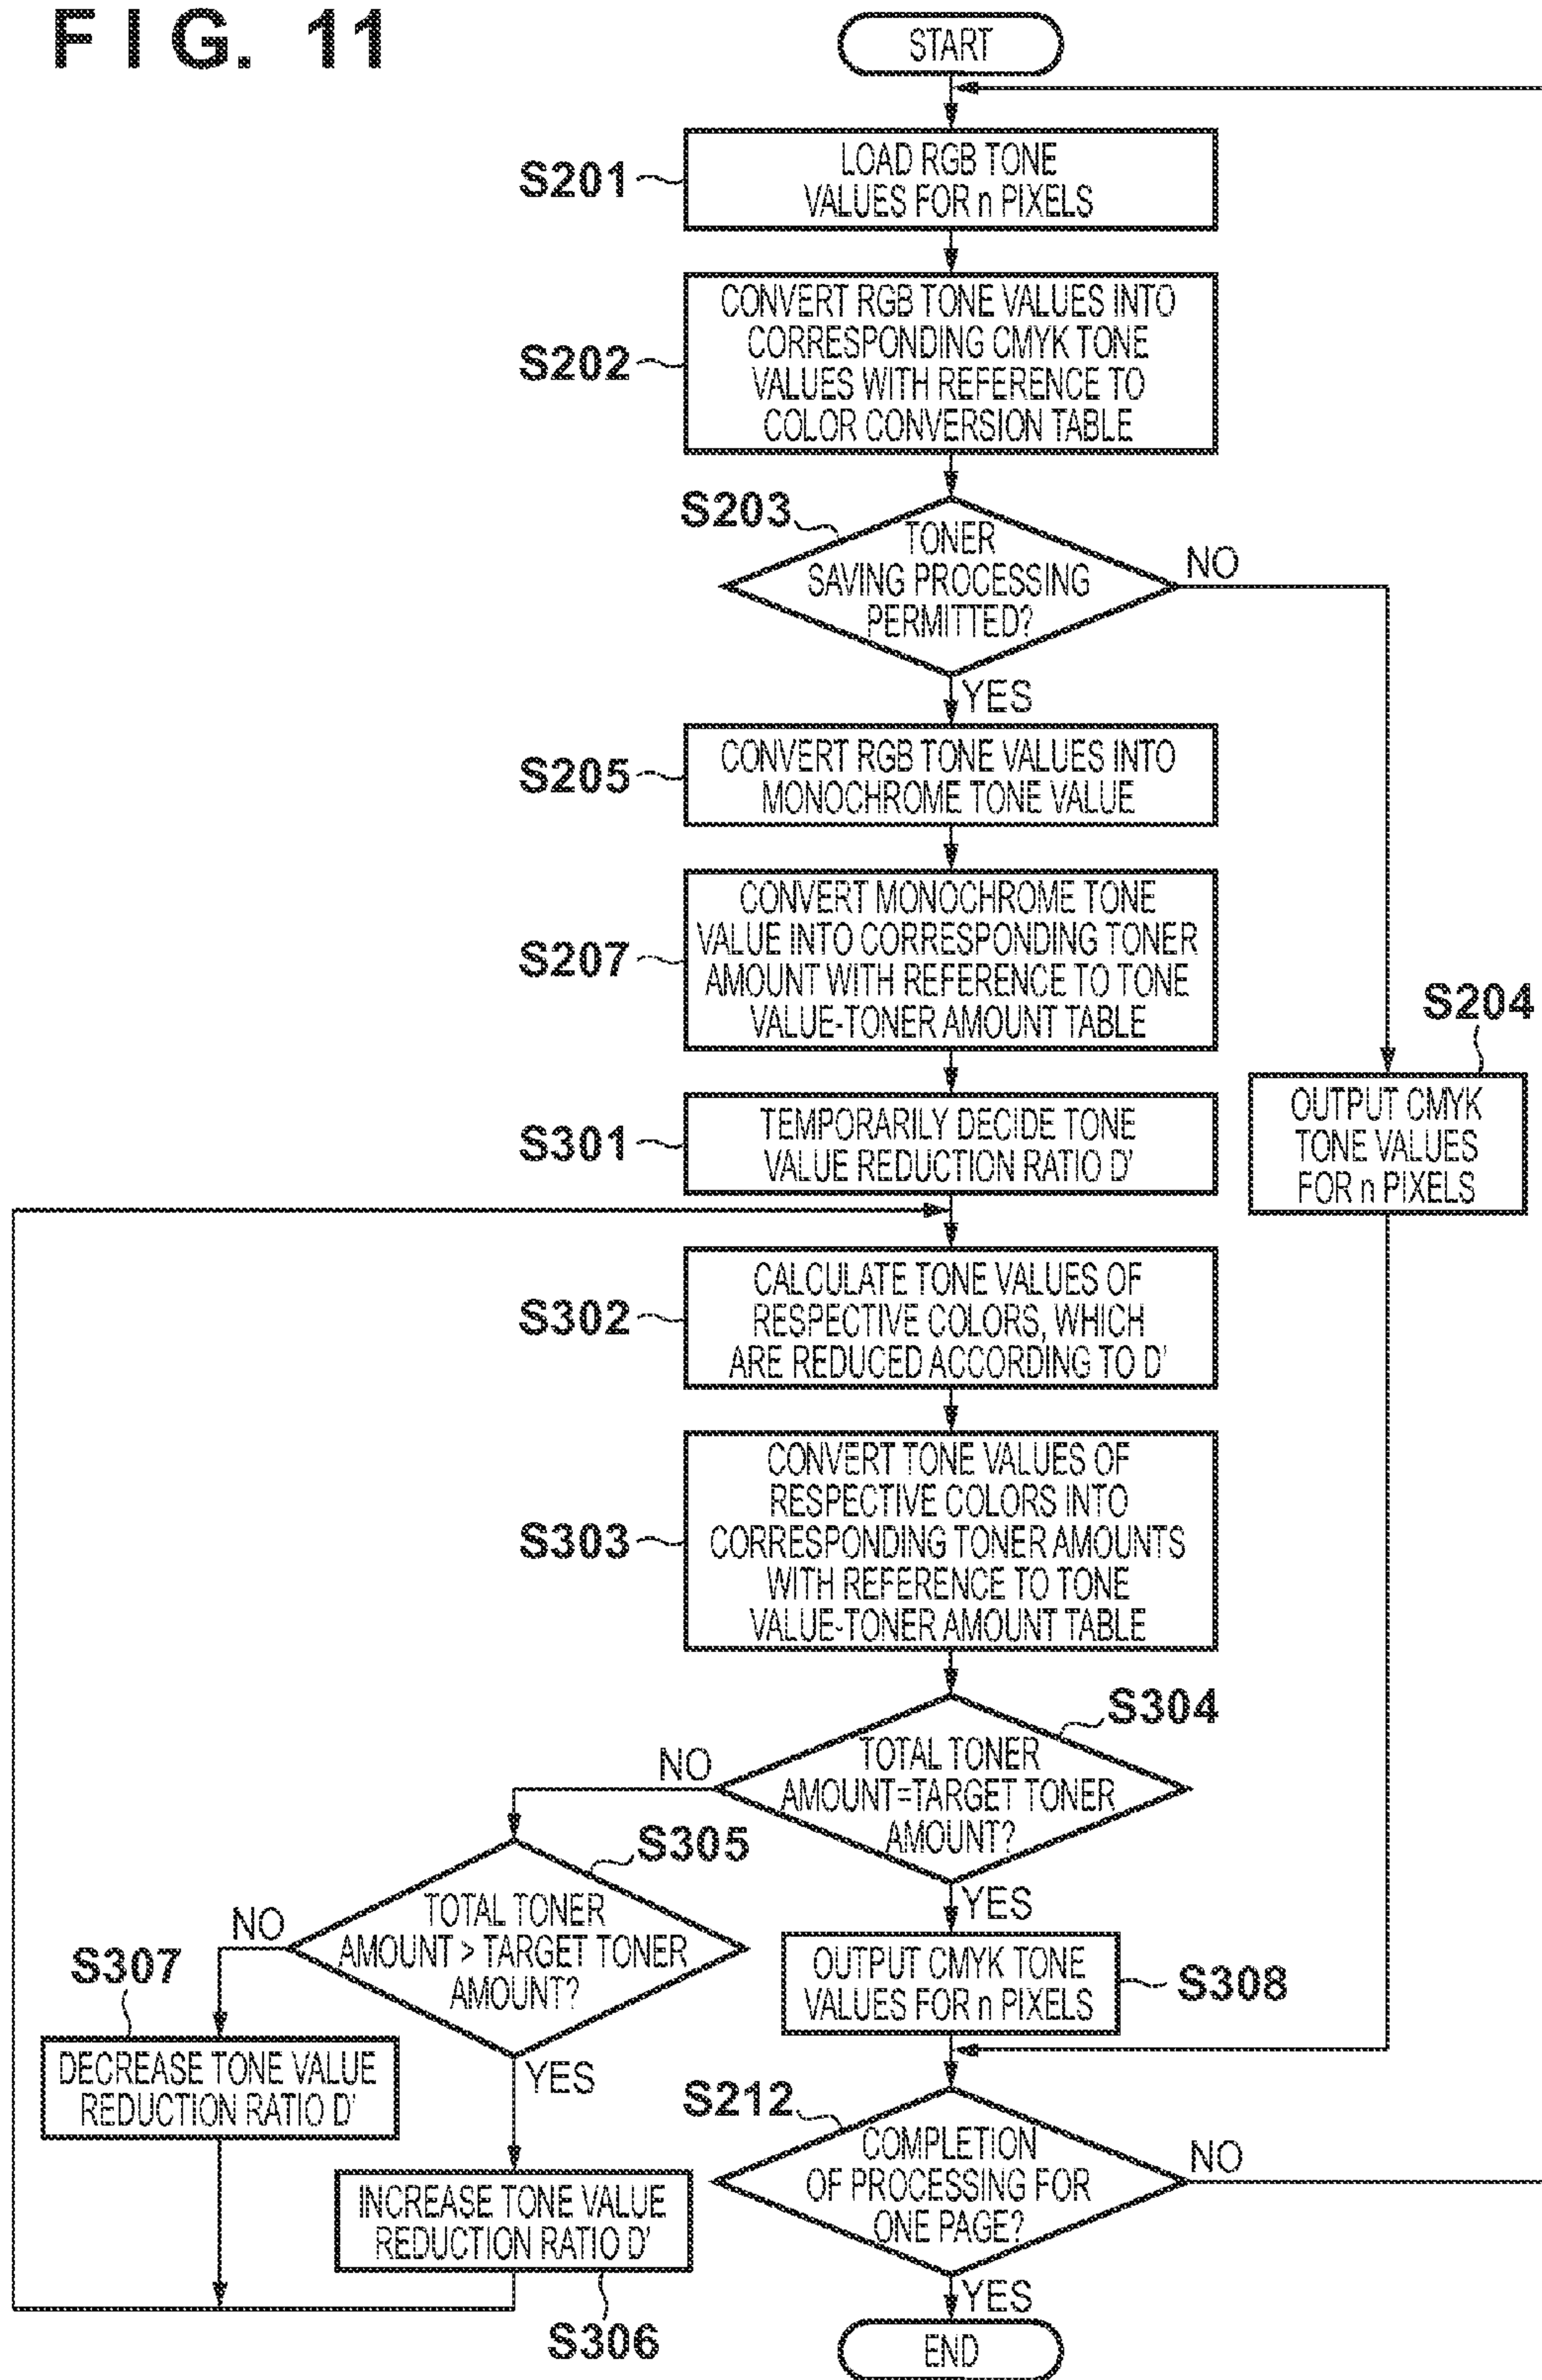 FIG. 11
START
S201
LOAD RGB TONE
VALUES FOR n PIXELS
S202
CONVERT RGB TONE VALUES INTO
CORRESPONDING CMYK TONE
VALUES WITH REFERENCE TO
COLOR CONVERSION TABLE
S203
TONER
SAVING PROCESSING
PERMITTED?
NO
YES
S205
CONVERT RGB TONE VALUES INTO
MONOCHROME TONE VALUE
S207
CONVERT MONOCHROME TONE
VALUE INTO CORRESPONDING TONER
AMOUNT WITH REFERENCE TO TONE
VALUE-TONER AMOUNT TABLE
S204
OUTPUT CMYK
TONE VALUES
FOR n PIXELS
S301
TEMPORARILY DECIDE TONE
VALUE REDUCTION RATIO D'
S302
CALCULATE TONE VALUES OF
RESPECTIVE COLORS, WHICH
ARE REDUCED ACCORDING TO D'
S303
CONVERT TONE VALUES OF
RESPECTIVE COLORS INTO
CORRESPONDING TONER AMOUNTS
WITH REFERENCE TO TONE
VALUE-TONER AMOUNT TABLE
S304
TOTAL TONER
AMOUNT=TARGET TONER
AMOUNT?
NO
YES
S305
TOTAL TONER
AMOUNT > TARGET TONER
AMOUNT?
NO
YES
S307
DECREASE TONE VALUE
REDUCTION RATIO D'
INCREASE TONE VALUE
REDUCTION RATIO D'
S306
OUTPUT CMYK TONE
VALUES FOR n PIXELS
S308
S212
COMPLETION
OF PROCESSING FOR
ONE PAGE?
NO
YES
END